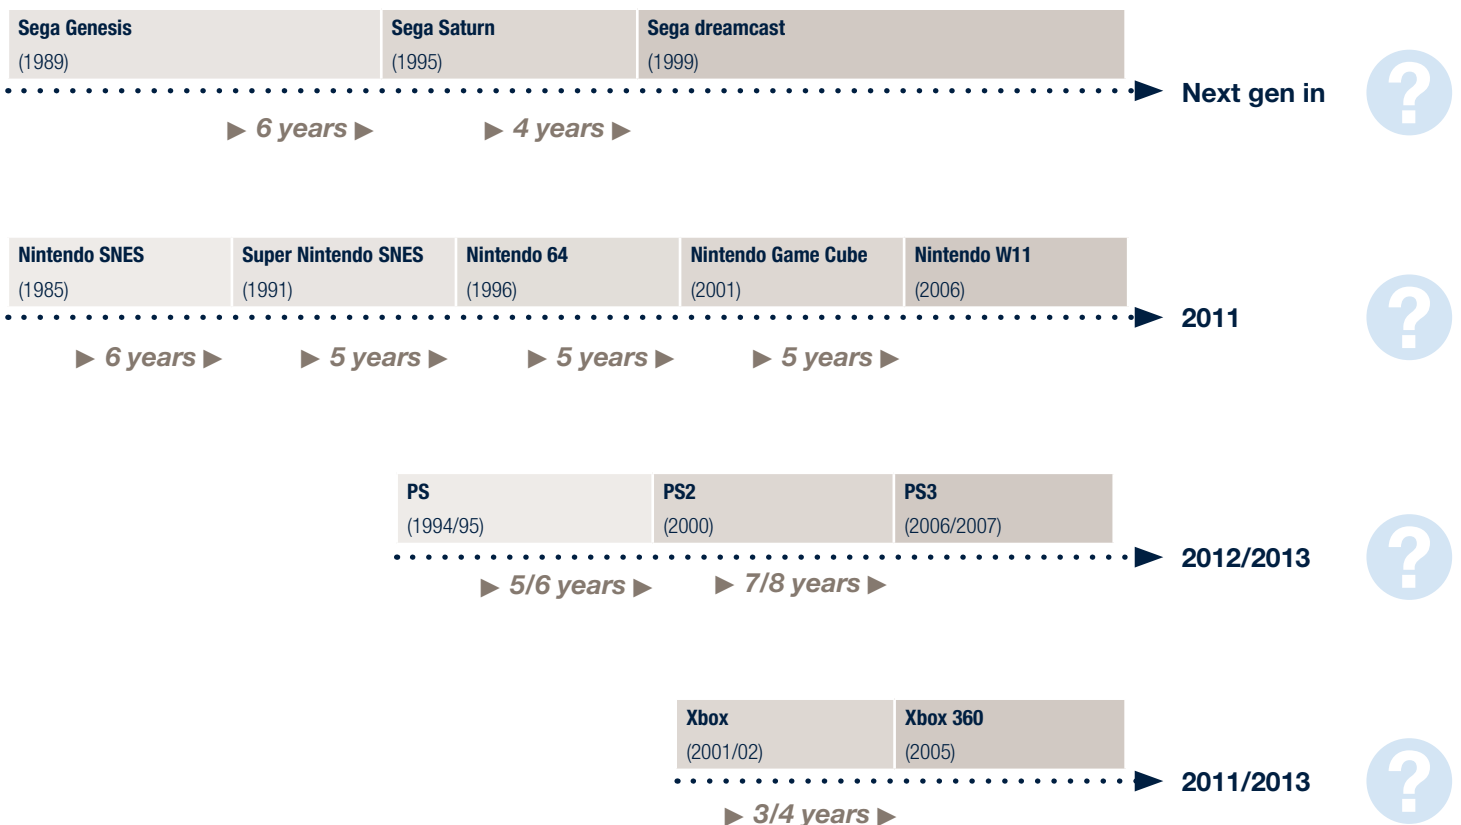 Sega Genesis
(1989)
Sega Saturn
(1995)
Sega dreamcast
(1999)
Next gen in
?
▶ 6 years ▶
▶ 4 years ▶
Nintendo SNES
(1985)
Super Nintendo SNES
(1991)
Nintendo 64
(1996)
Nintendo Game Cube
(2001)
Nintendo W11
(2006)
2011
?
▶ 6 years ▶
▶ 5 years ▶
▶ 5 years ▶
▶ 5 years ▶
PS
(1994/95)
PS2
(2000)
PS3
(2006/2007)
2012/2013
?
▶ 5/6 years ▶
▶ 7/8 years ▶
Xbox
(2001/02)
Xbox 360
(2005)
2011/2013
?
▶ 3/4 years ▶